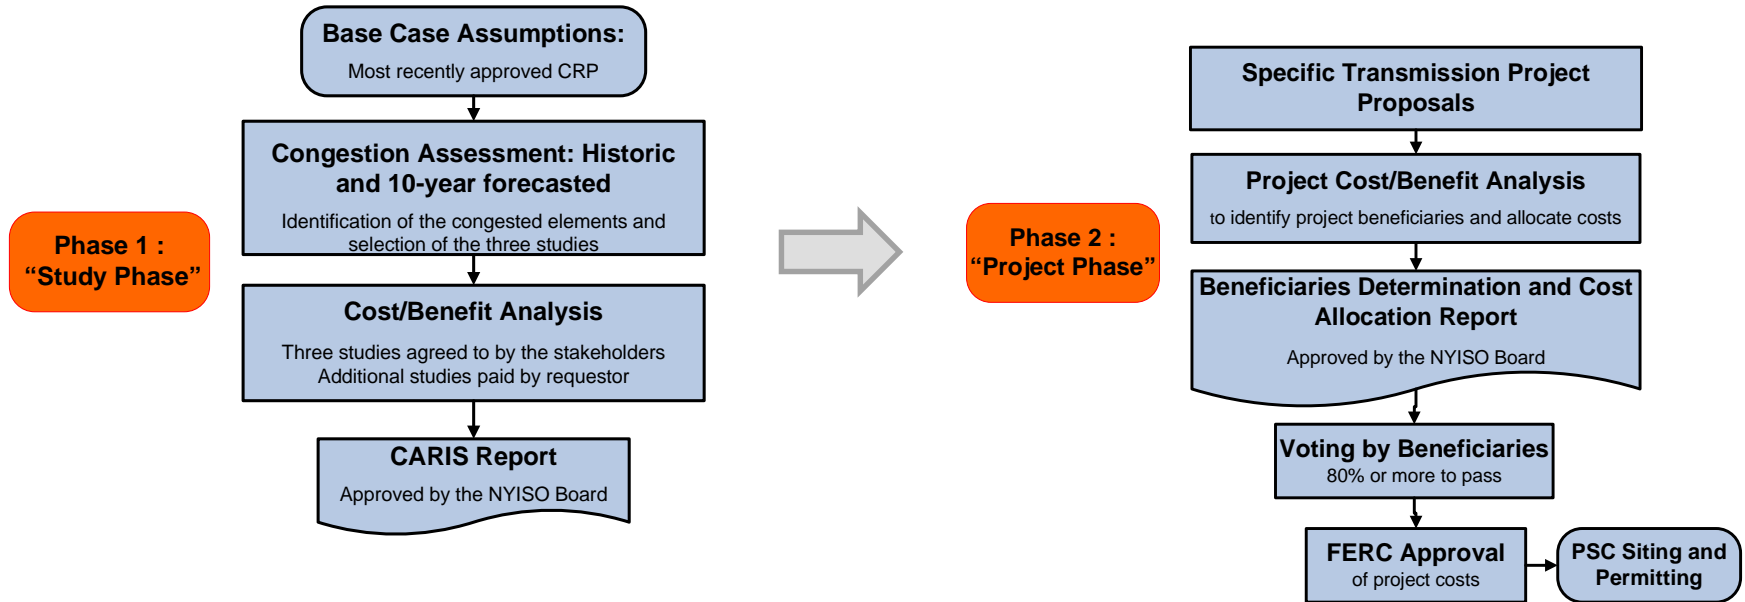 Base Case Assumptions:
Most recently approved CRP
Congestion Assessment: Historic
and 10-year forecasted
Identification of the congested elements and
selection of the three studies
Phase 1 :
“Study Phase”
Cost/Benefit Analysis
Three studies agreed to by the stakeholders
Additional studies paid by requestor
CARIS Report
Approved by the NYISO Board
Specific Transmission Project
Proposals
Project Cost/Benefit Analysis
to identify project beneficiaries and allocate costs
Phase 2 :
“Project Phase”
Beneficiaries Determination and Cost
Allocation Report
Approved by the NYISO Board
Voting by Beneficiaries
80% or more to pass
FERC Approval
of project costs
PSC Siting and
Permitting